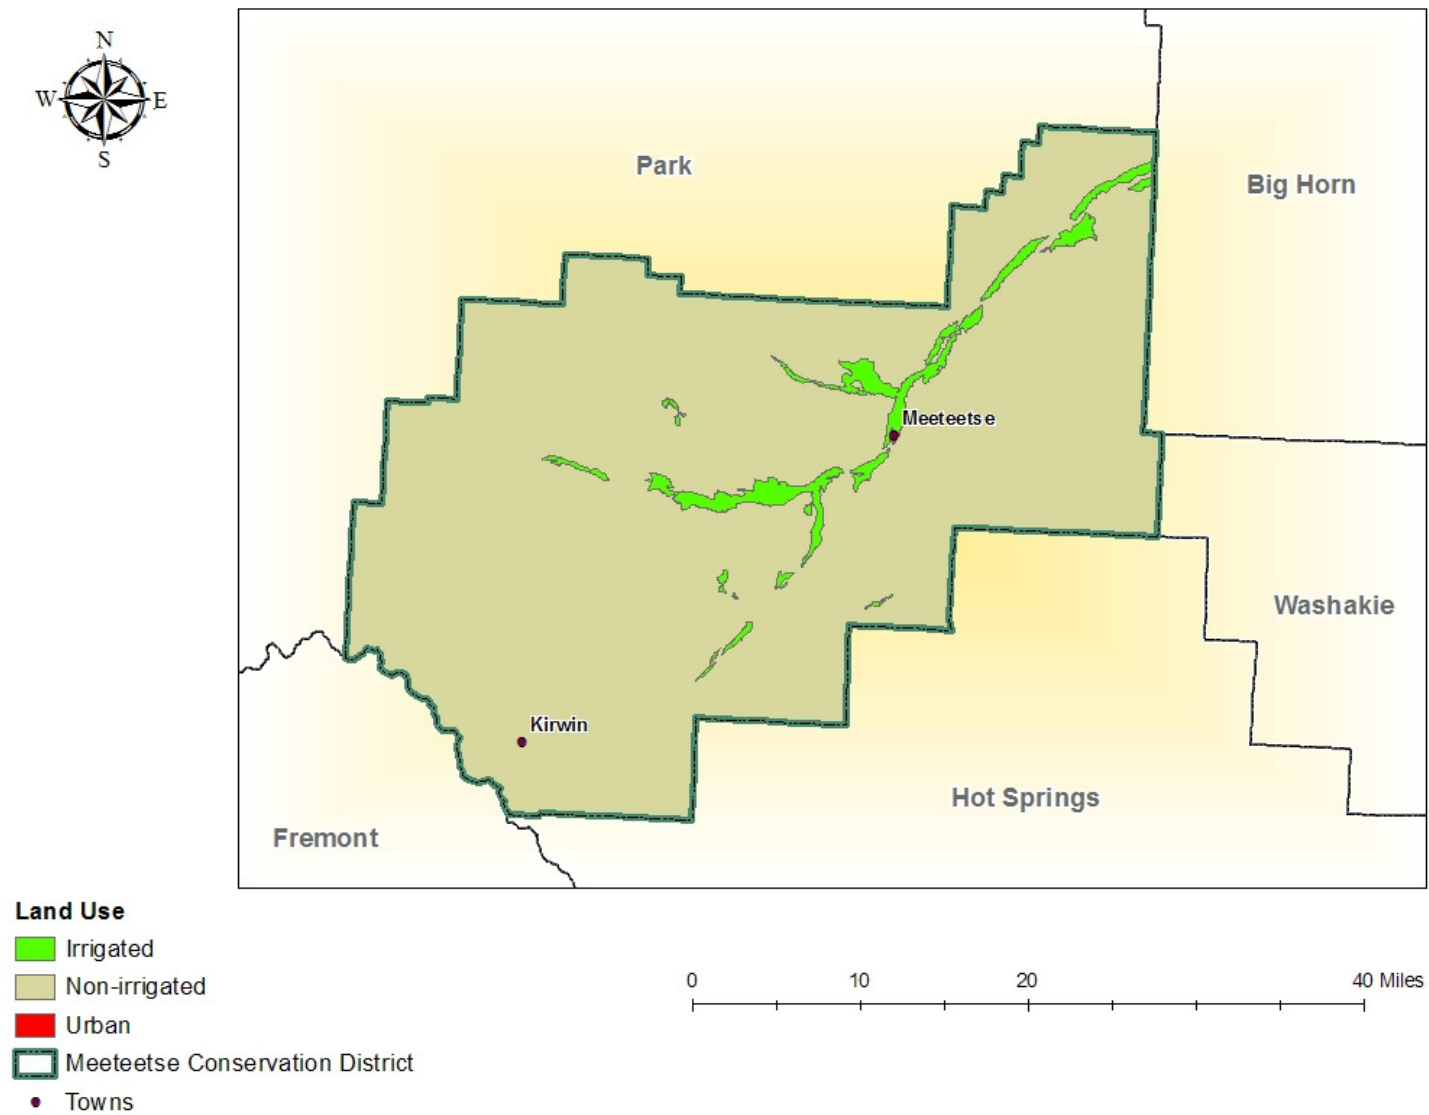 N
W E
S
Park
Big Horn
Meeteetse
Washakie
Kirwin
Hot Springs
Fremont
Land Use
Irrigated
Non-irrigated
Urban
Meeteetse Conservation District
Towns
0 10 20 40 Miles